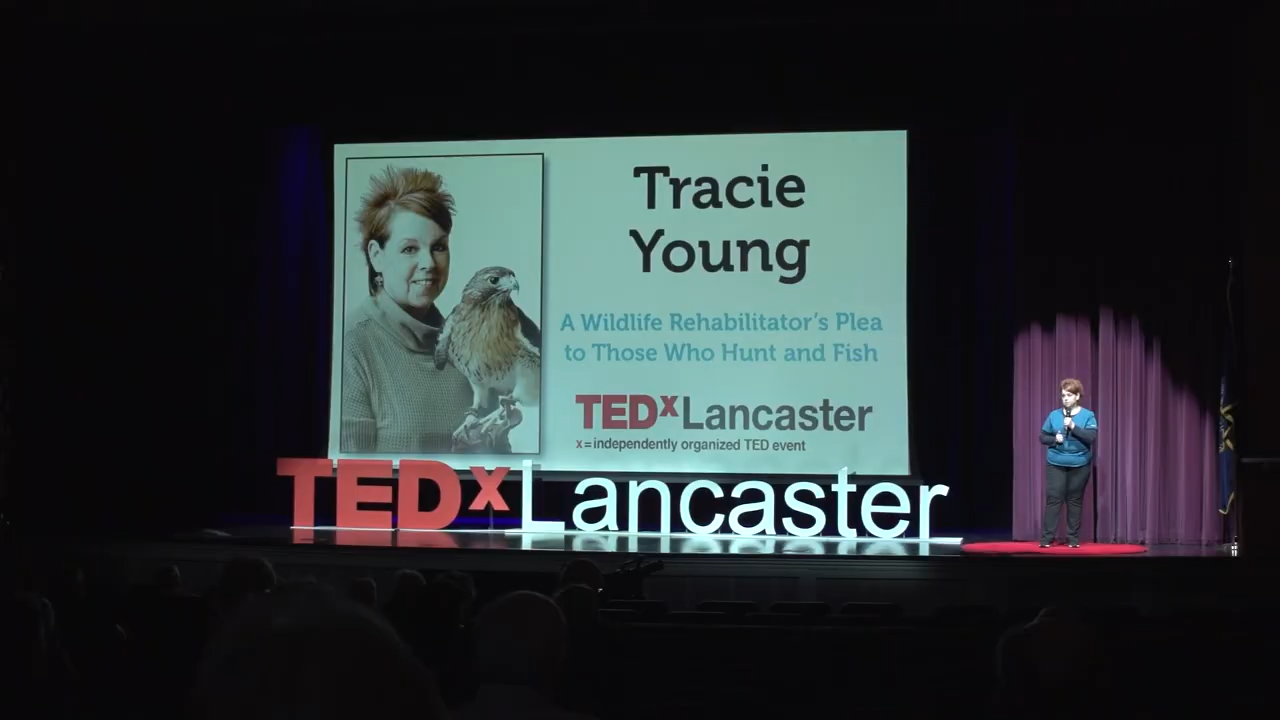 Tracie
Young
A Wildlife Rehabilitator's Plea
to Those Who Hunt and Fish
TEDxLancaster
x = independently organized TED event
TEDxLancaster